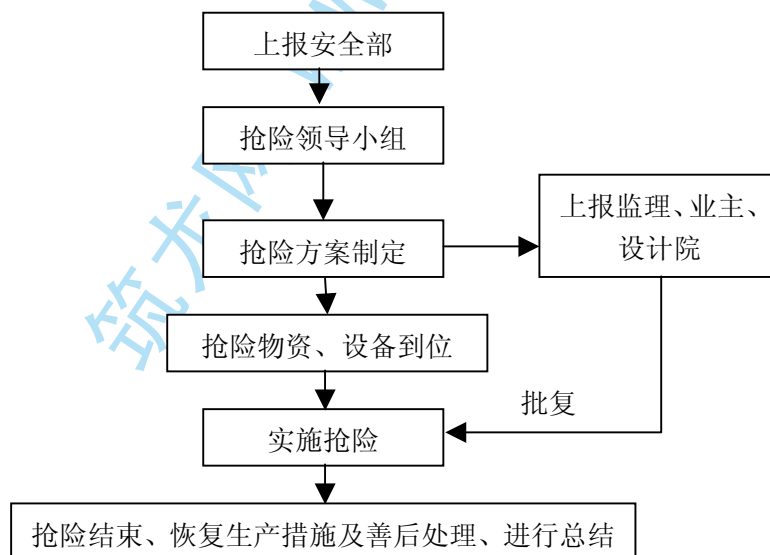 上报安全部
抢险领导小组
抢险方案制定
上报监理、业主、
设计院
抢险物资、设备到位
批复
实施抢险
抢险结束、恢复生产措施及善后处理、进行总结
筑龙网